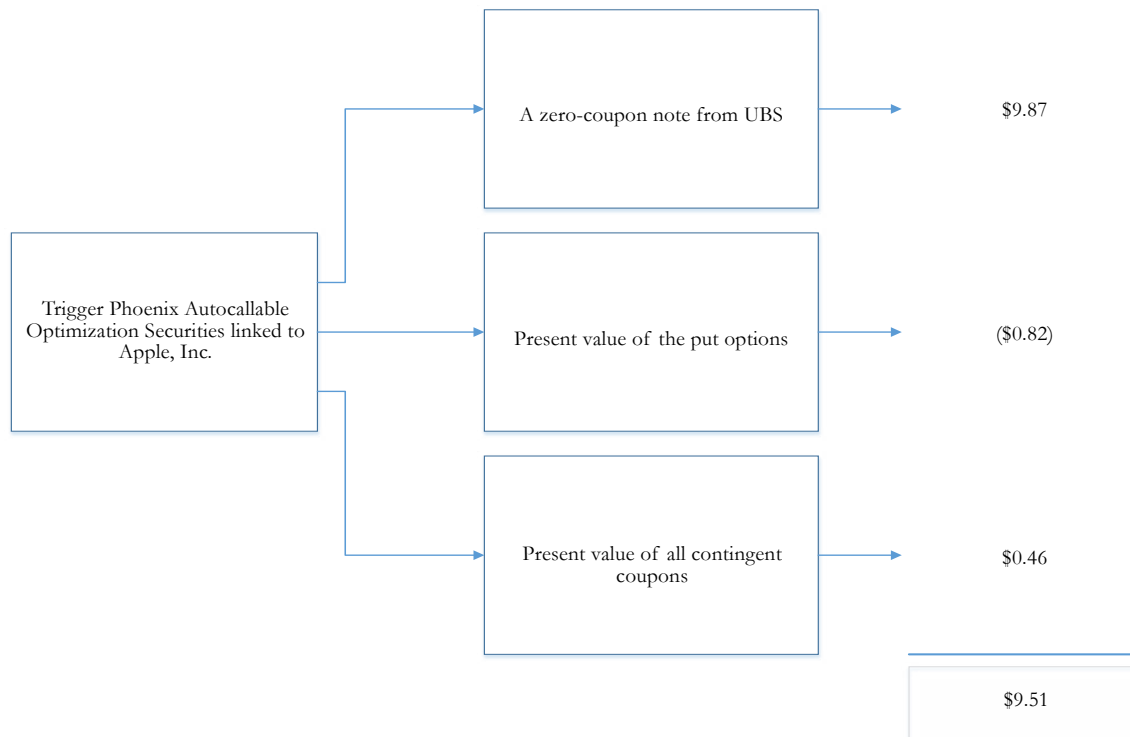 A zero-coupon note from UBS
$9.87
Trigger Phoenix Autocallable
Optimization Securities linked to
Apple, Inc.
Present value of the put options
($0.82)
Present value of all contingent
coupons
$0.46
$9.51